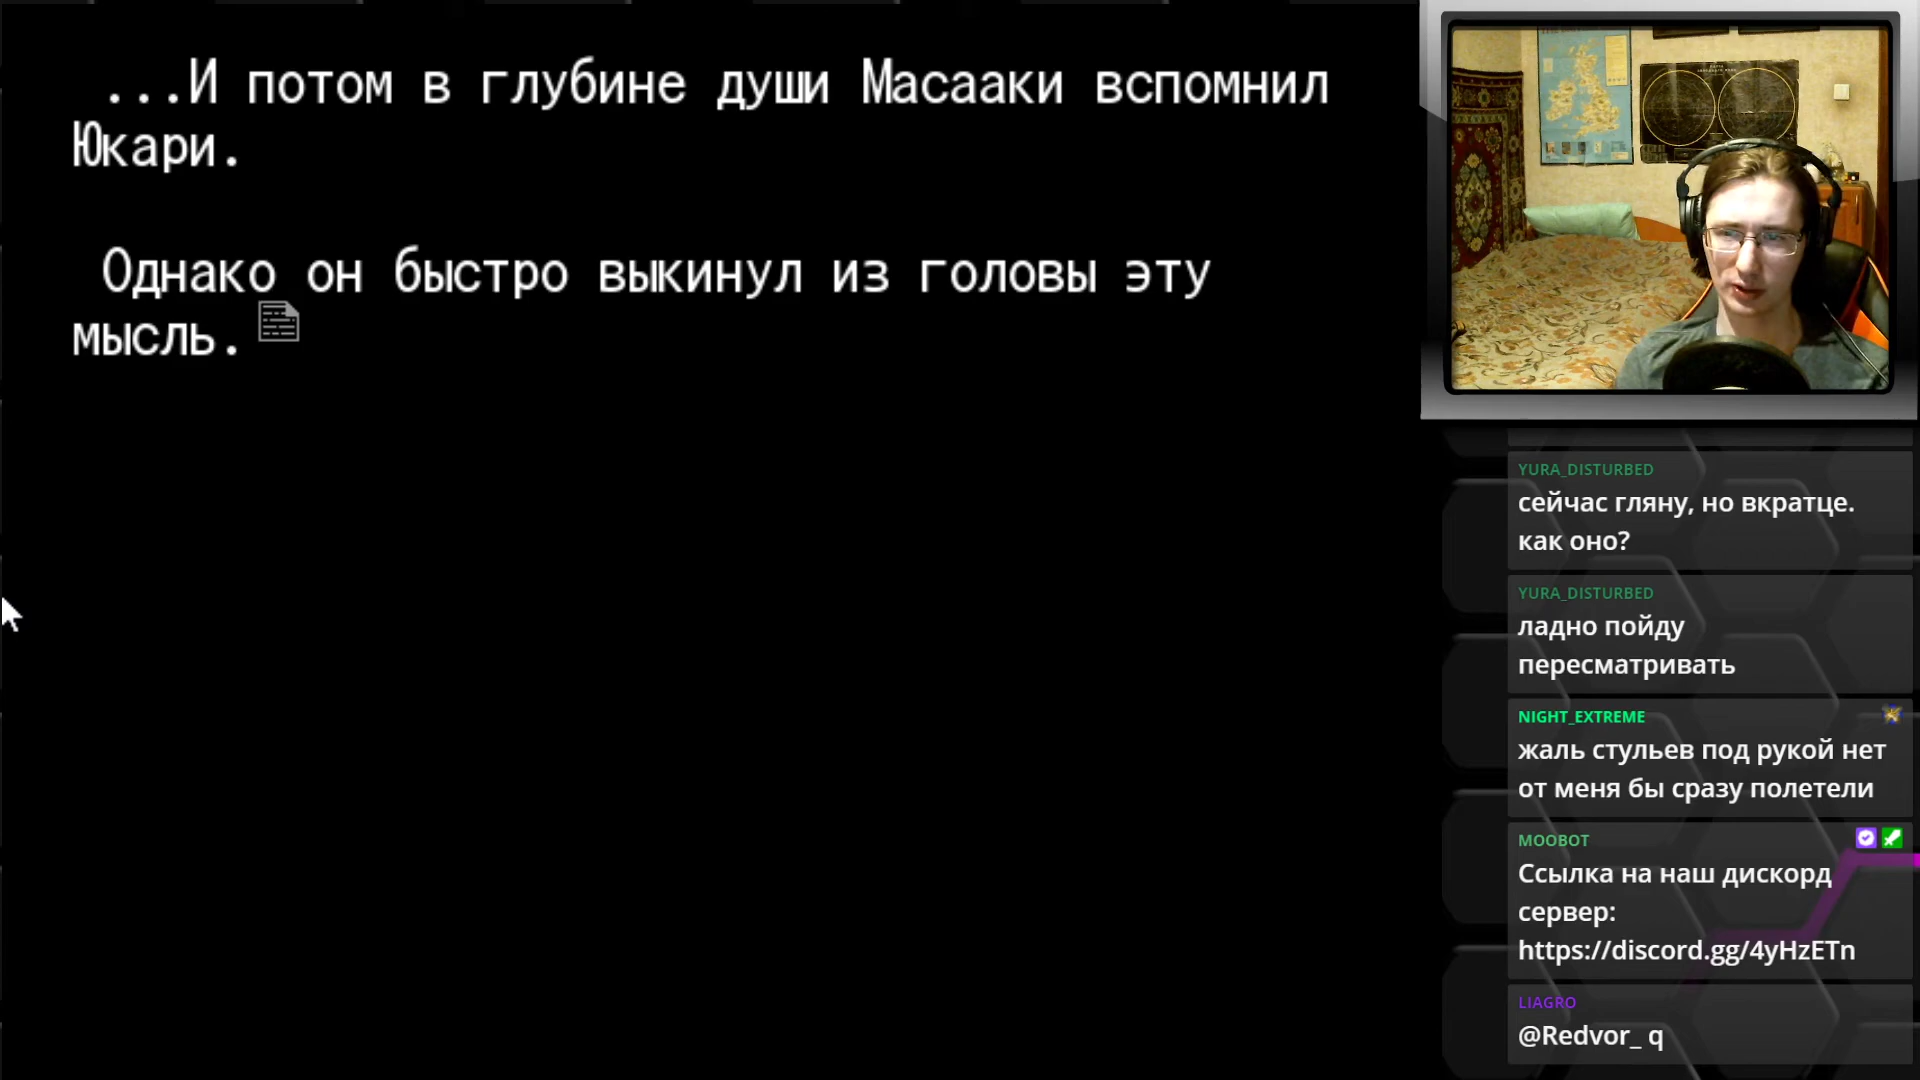 ...И потом в глубине души Масааки вспомнил
Юкари.
Однако он быстро выкинул из головы эту
мысль.
YURA_DISTURBED
сейчас гляну, но вкратце.
как оно?
YURA_DISTURBED
ладно пойду
пересматривать
NIGHT_EXTREME
жаль стульев под рукой нет
от меня бы сразу полетели
MOOBOT
Ссылка на наш дискорд
сервер:
https://discord.gg/4yHzETn
LIAGRO
@Redvor_ q